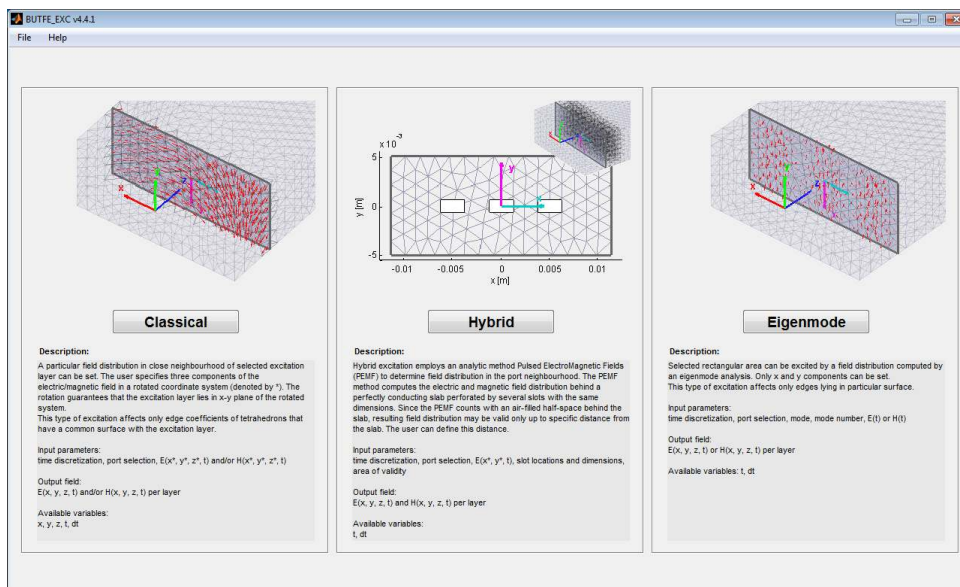 BUTFE_EXC v4.4.1
File Help
x
y
z
x
y
Classical
Description:
A particular field distribution in close neighbourhood of selected excitation
layer can be set. The user specifies three components of the
electric/magnetic field in a rotated coordinate system (denoted by *). The
rotation guarantees that the excitation layer lies in x-y plane of the rotated
system.
This type of excitation affects only edge coefficients of tetrahedrons that
have a common surface with the excitation layer.
Input parameters:
time discretization, port selection, E(x*, y*, z*, t) and/or H(x*, y*, z*, t)
Output field:
E(x, y, z, t) and/or H(x, y, z, t) per layer
Available variables:
x, y, z, t, dt
x 10 -3
5
0
-5
y [m]
y
-0.01 -0.005 0 0.005 0.01
x [m]
Hybrid
Description:
Hybrid excitation employs an analytic method Pulsed ElectroMagnetic Fields
(PEMF) to determine field distribution in the port neighbourhood. The PEMF
method computes the electric and magnetic field distribution behind a
perfectly conducting slab perforated by several slots with the same
dimensions. Since the PEMF counts with an air-filled half-space behind the
slab, resulting field distribution may be valid only up to specific distance from
the slab. The user can define this distance.
Input parameters:
time discretization, port selection, E(x*, y*, t), slot locations and dimensions,
area of validity
Output field:
E(x, y, z, t) and H(x, y, z, t) per layer
Available variables:
t, dt
x
Y
z
Eigenmode
Description:
Selected rectangular area can be excited by a field distribution computed by
an eigenmode analysis. Only x and y components can be set.
This type of excitation affects only edges lying in particular surface.
Input parameters:
time discretization, port selection, mode, mode number, E(t) or H(t)
Output field:
E(x, y, z, t) or H(x, y, z, t) per layer
Available variables: t, dt